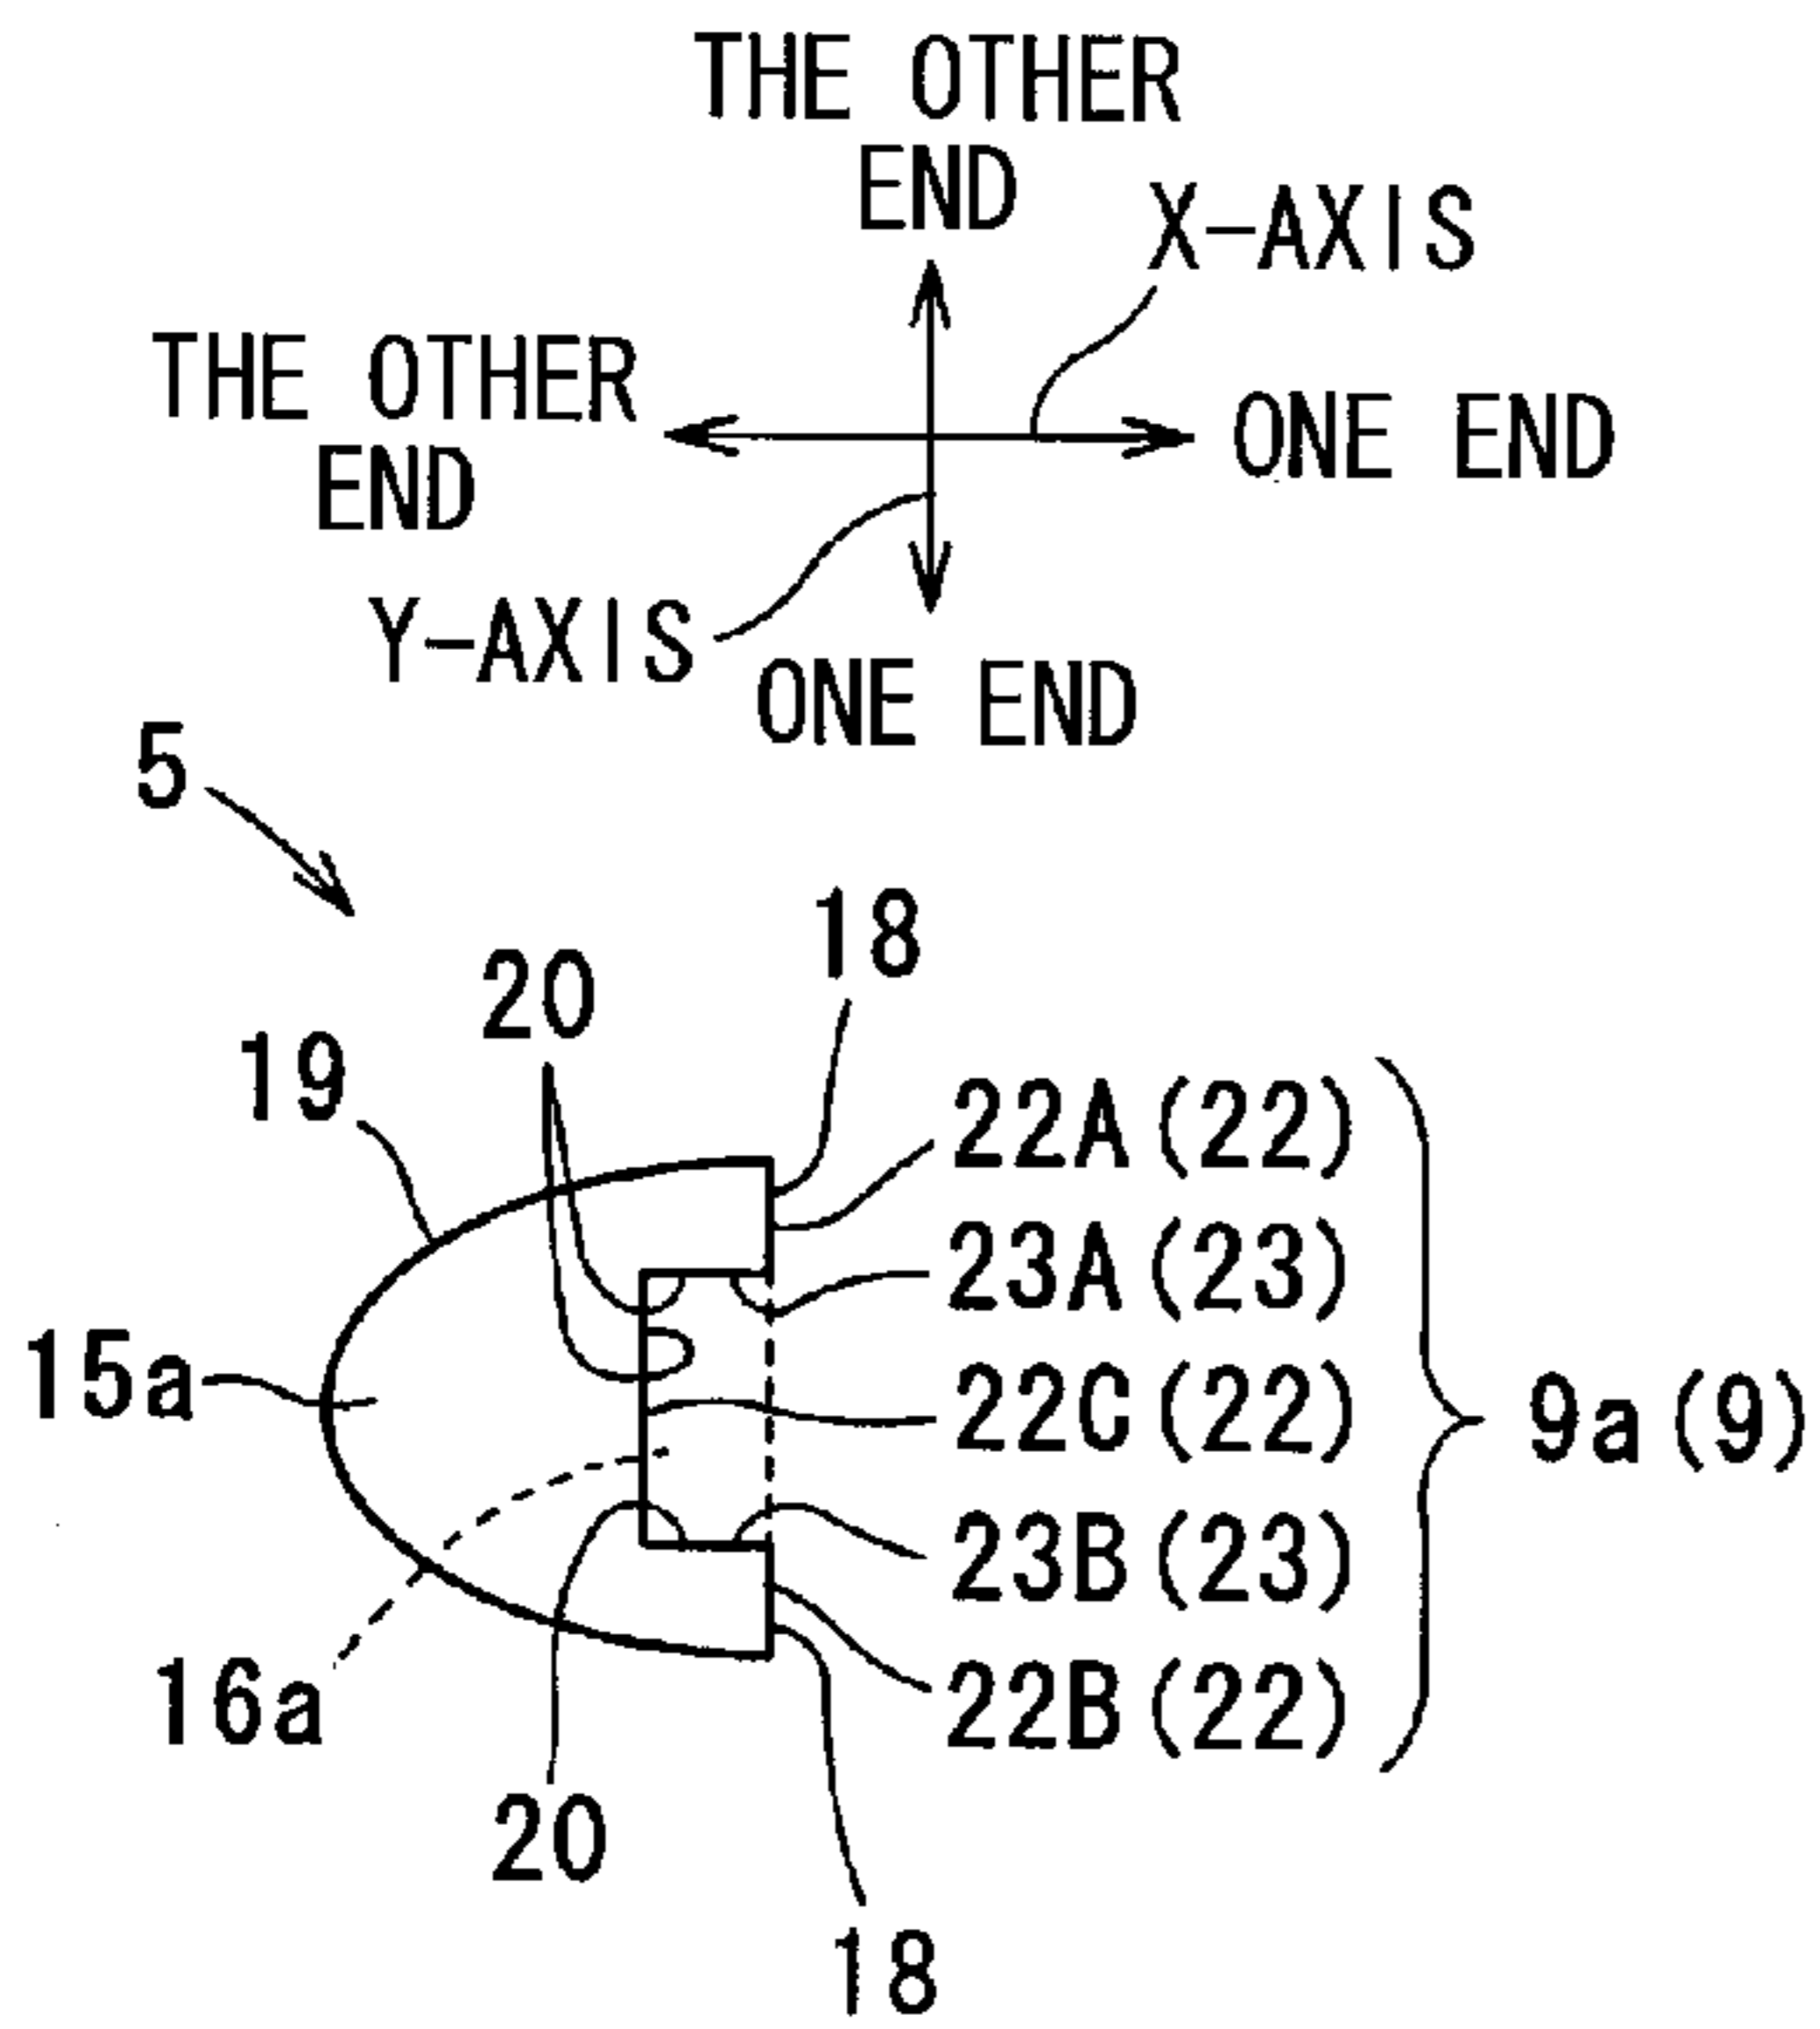 THE OTHER
END
X-AXIS
THE OTHER
END
ONE END
Y-AXIS
ONE END
5
18
20
19
22A(22)
23A(23)
15a
22C(22)
9a(9)
23B(23)
16a
22B(22)
20
18